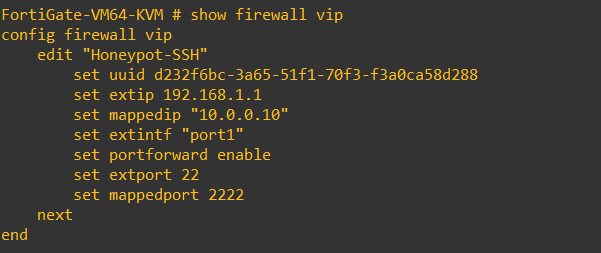 FortiGate-VM64-KVM # show firewall vip
config firewall vip
    edit "Honeypot-SSH"
        set uuid d232f6bc-3a65-51f1-70f3-f3a0ca58d288
        set extip 192.168.1.1
        set mappedip "10.0.0.10"
        set extintf "port1"
        set portforward enable
        set extport 22
        set mappedport 2222
    next
end